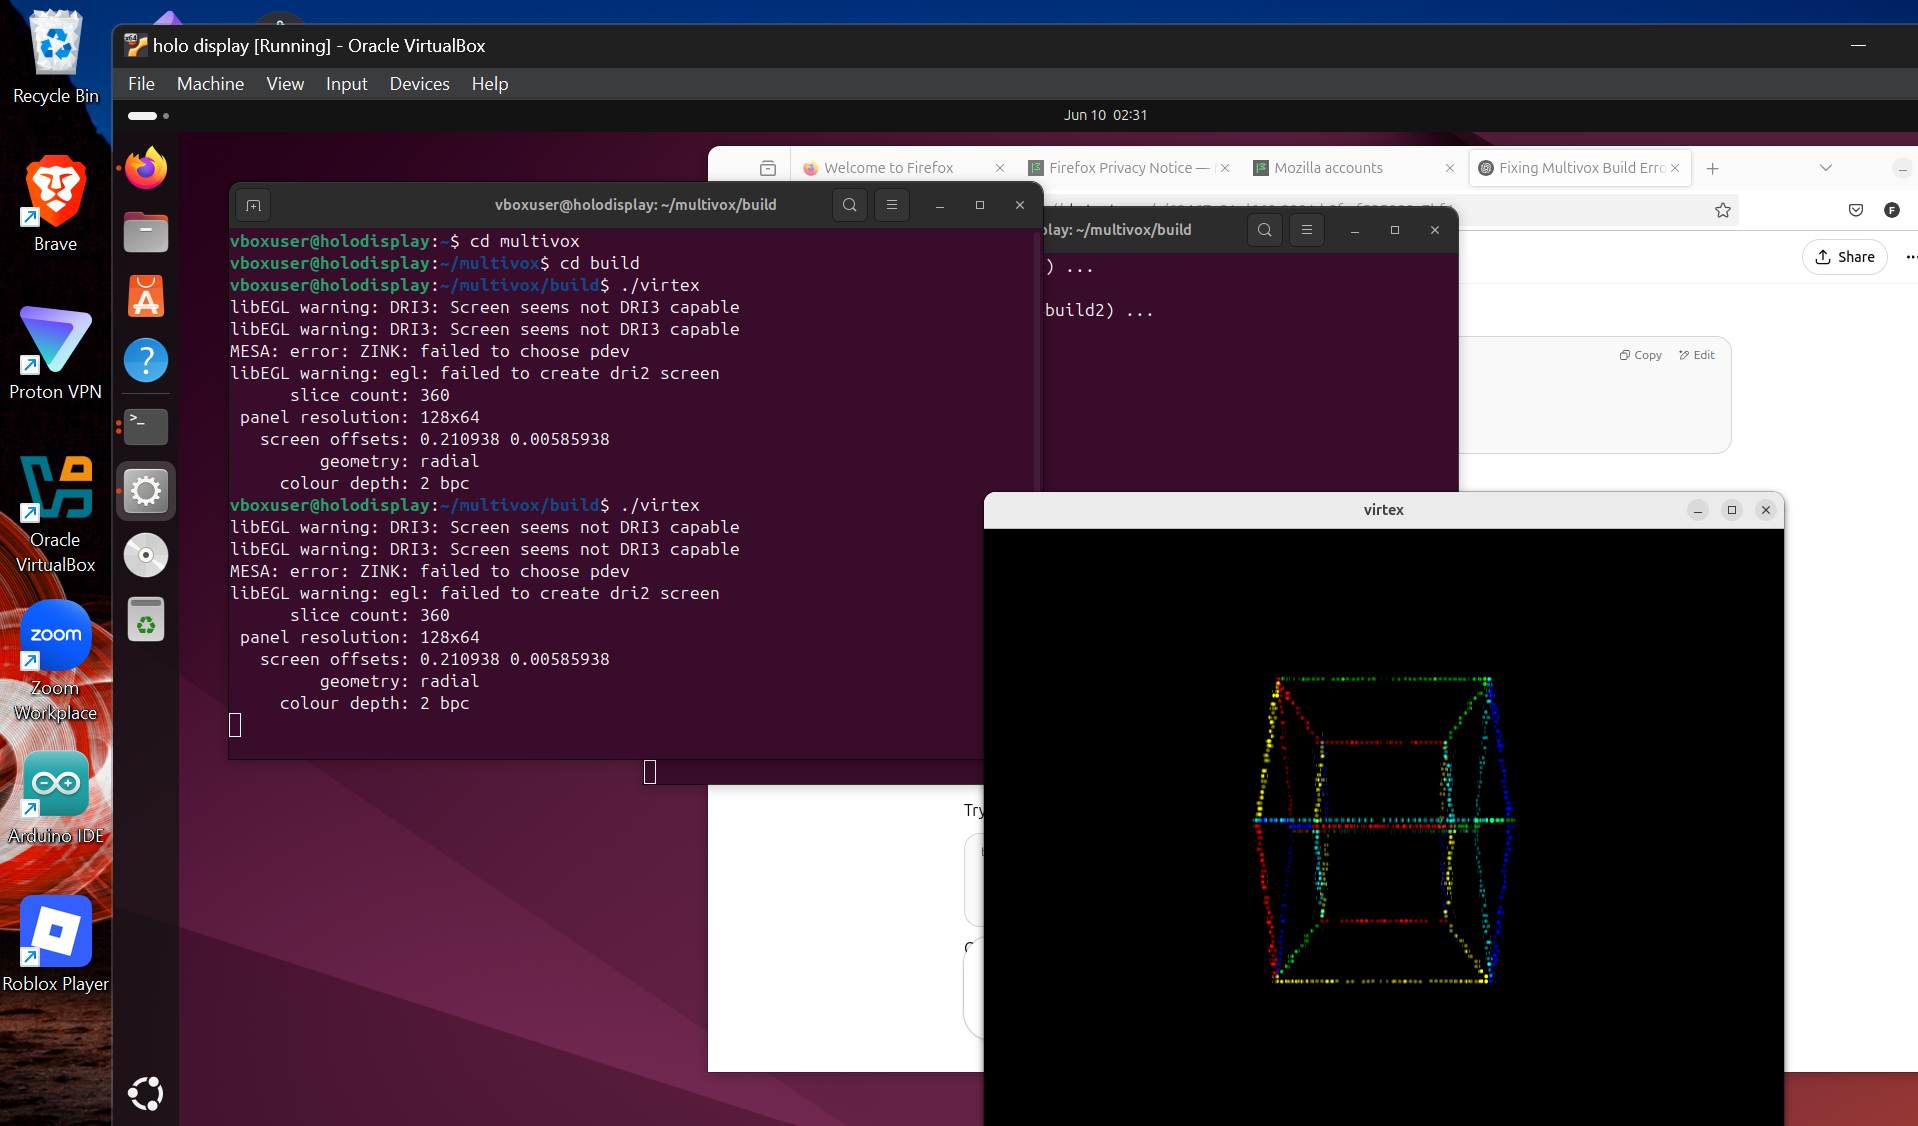 Recycle Bin
Brave
Proton VPN
Oracle
VirtualBox
zoom
Zoom
Workplace
Arduino IDE
Roblox Player
holo display [Running] - Oracle VirtualBox
File Machine View Input Devices Help
Jun 10 02:31
Welcome to Firefox
Firefox Privacy Notice —
Mozilla accounts
Fixing Multivox Build Erro
Share
Copy Edit
vboxuser@holodisplay: ~/multivox/build
vboxuser@holodisplay:~$ cd multivox
vboxuser@holodisplay:~/multivox$ cd build
vboxuser@holodisplay:~/multivox/build$ ./virtex
libEGL warning: DRI3: Screen seems not DRI3 capable
libEGL warning: DRI3: Screen seems not DRI3 capable
MESA: error: ZINK: failed to choose pdev
libEGL warning: egl: failed to create dri2 screen
slice count: 360
panel resolution: 128x64
screen offsets: 0.210938 0.00585938
geometry: radial
colour depth: 2 bpc
vboxuser@holodisplay:~/multivox/build$ ./virtex
libEGL warning: DRI3: Screen seems not DRI3 capable
libEGL warning: DRI3: Screen seems not DRI3 capable
MESA: error: ZINK: failed to choose pdev
libEGL warning: egl: failed to create dri2 screen
slice count: 360
panel resolution: 128x64
screen offsets: 0.210938 0.00585938
geometry: radial
colour depth: 2 bpc
play: ~/multivox/build
) ...
build2) ...
Try
virtex